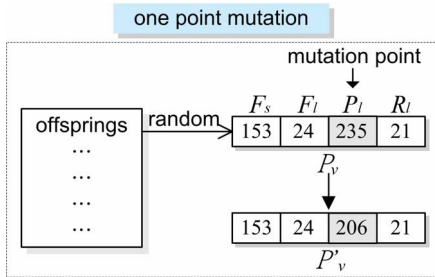 one point mutation
mutation point
Fs Fl Pl Rl
offsprings
random
153 24 235 21
...
...
...
...
Pv
153 24 206 21
P'v